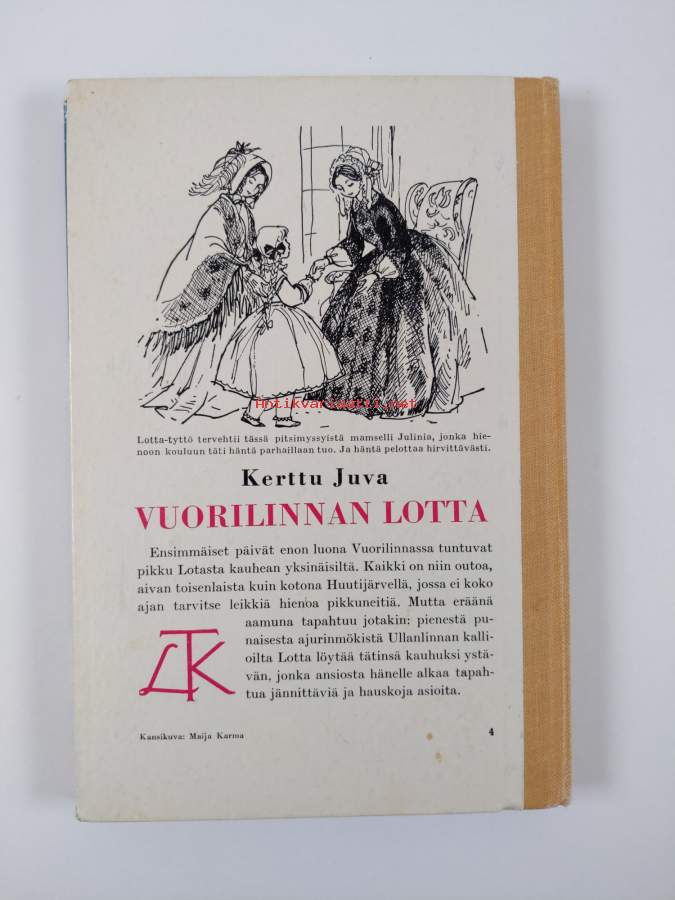 Antikvariaatti.net
Lotta-tyttö tervehtii tässä pitsimyssyistä mamselli Julinia, jonka hie-
noon kouluun täti häntä parhaillaan tuo. Ja häntä pelottaa hirvittävästi.
Kerttu Juva
VUORILINNAN LOTTA
Ensimmäiset päivät enon luona Vuorilinnassa tuntuvat
pikku Lotasta kauhean yksinäisiltä. Kaikki on niin outoa,
aivan toisenlaista kuin kotona Huutijärvellä, jossa ei koko
ajan tarvitse leikkiä hienoa pikkuneitiä. Mutta eräänä
aamuna tapahtuu jotakin: pienestä pu-
naisesta ajurinmökistä Ullanlinnan kalli-
oilta Lotta löytää tätinsä kauhuksi ystä-
vän, jonka ansiosta hänelle alkaa tapah-
tua jännittäviä ja hauskoja asioita.
LTK
Kansikuva: Maija Karma
4